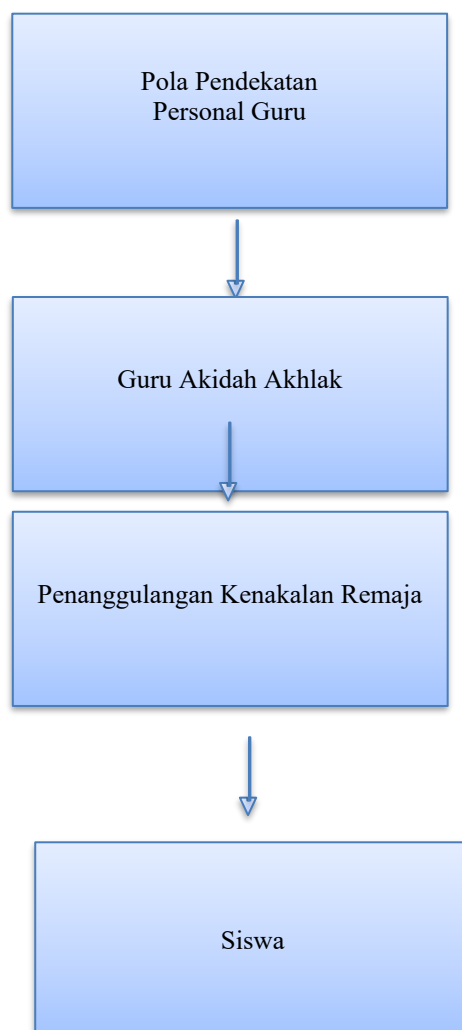 Pola Pendekatan
Personal Guru
Guru Akidah Akhlak
Penanggulangan Kenakalan Remaja
Siswa